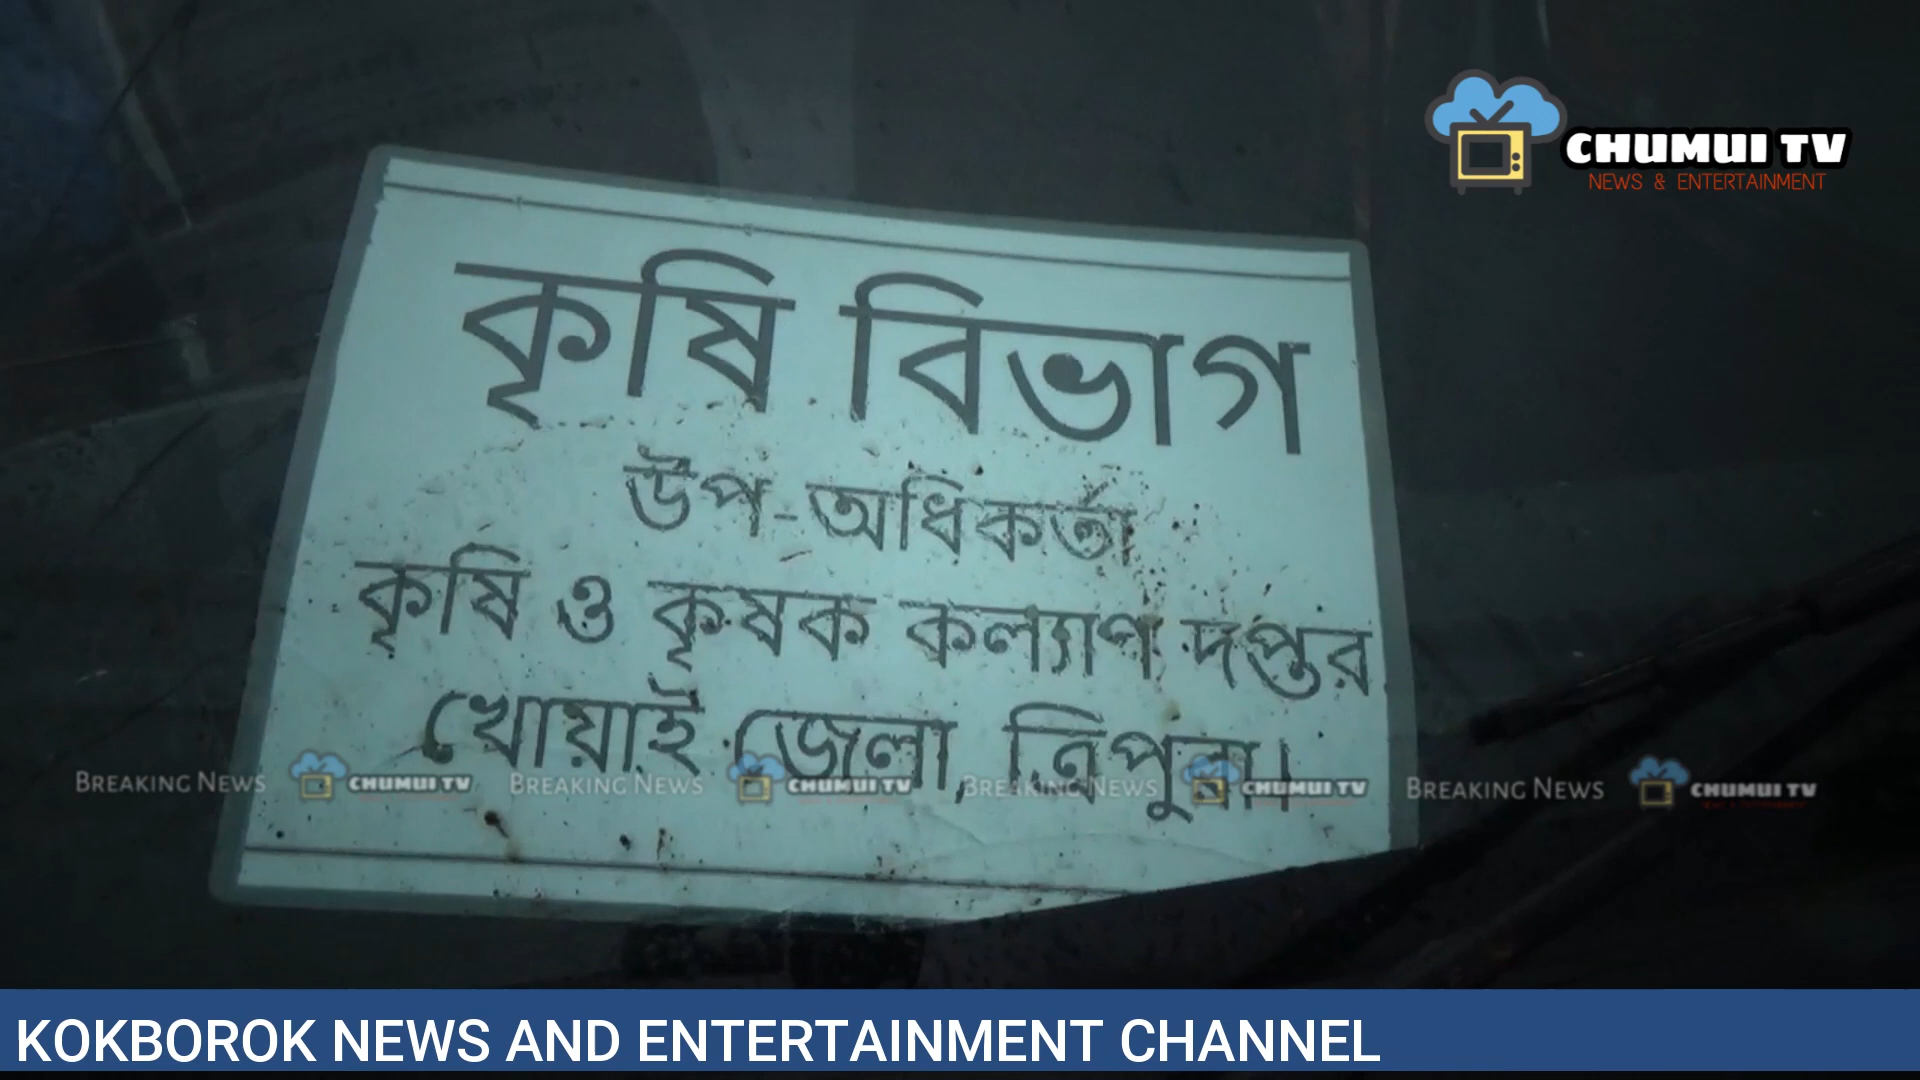 CHUMUI TV
NEWS & ENTERTAINMENT
কৃষি বিভাগ
উপ-অধিকর্তা
কৃষি ও কৃষক কল্যাণ দপ্তর
খোয়াই জেলা, ত্রিপুরা।
BREAKING NEWS CHUMUI TV BREAKING NEWS CHUMUI TV BREAKING NEWS CHUMUI TV BREAKING NEWS CHUMUI TV
KOKBOROK NEWS AND ENTERTAINMENT CHANNEL